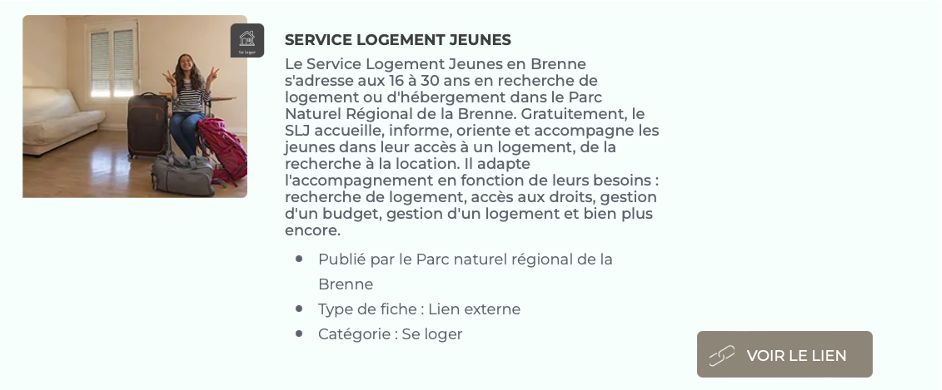 Se loger
SERVICE LOGEMENT JEUNES
Le Service Logement Jeunes en Brenne
s'adresse aux 16 à 30 ans en recherche de
logement ou d'hébergement dans le Parc
Naturel Régional de la Brenne. Gratuitement, le
SLJ accueille, informe, oriente et accompagne les
jeunes dans leur accès à un logement, de la
recherche à la location. Il adapte
l'accompagnement en fonction de leurs besoins :
recherche de logement, accès aux droits, gestion
d'un budget, gestion d'un logement et bien plus
encore.
• Publié par le Parc naturel régional de la
Brenne
• Type de fiche : Lien externe
• Catégorie : Se loger
VOIR LE LIEN